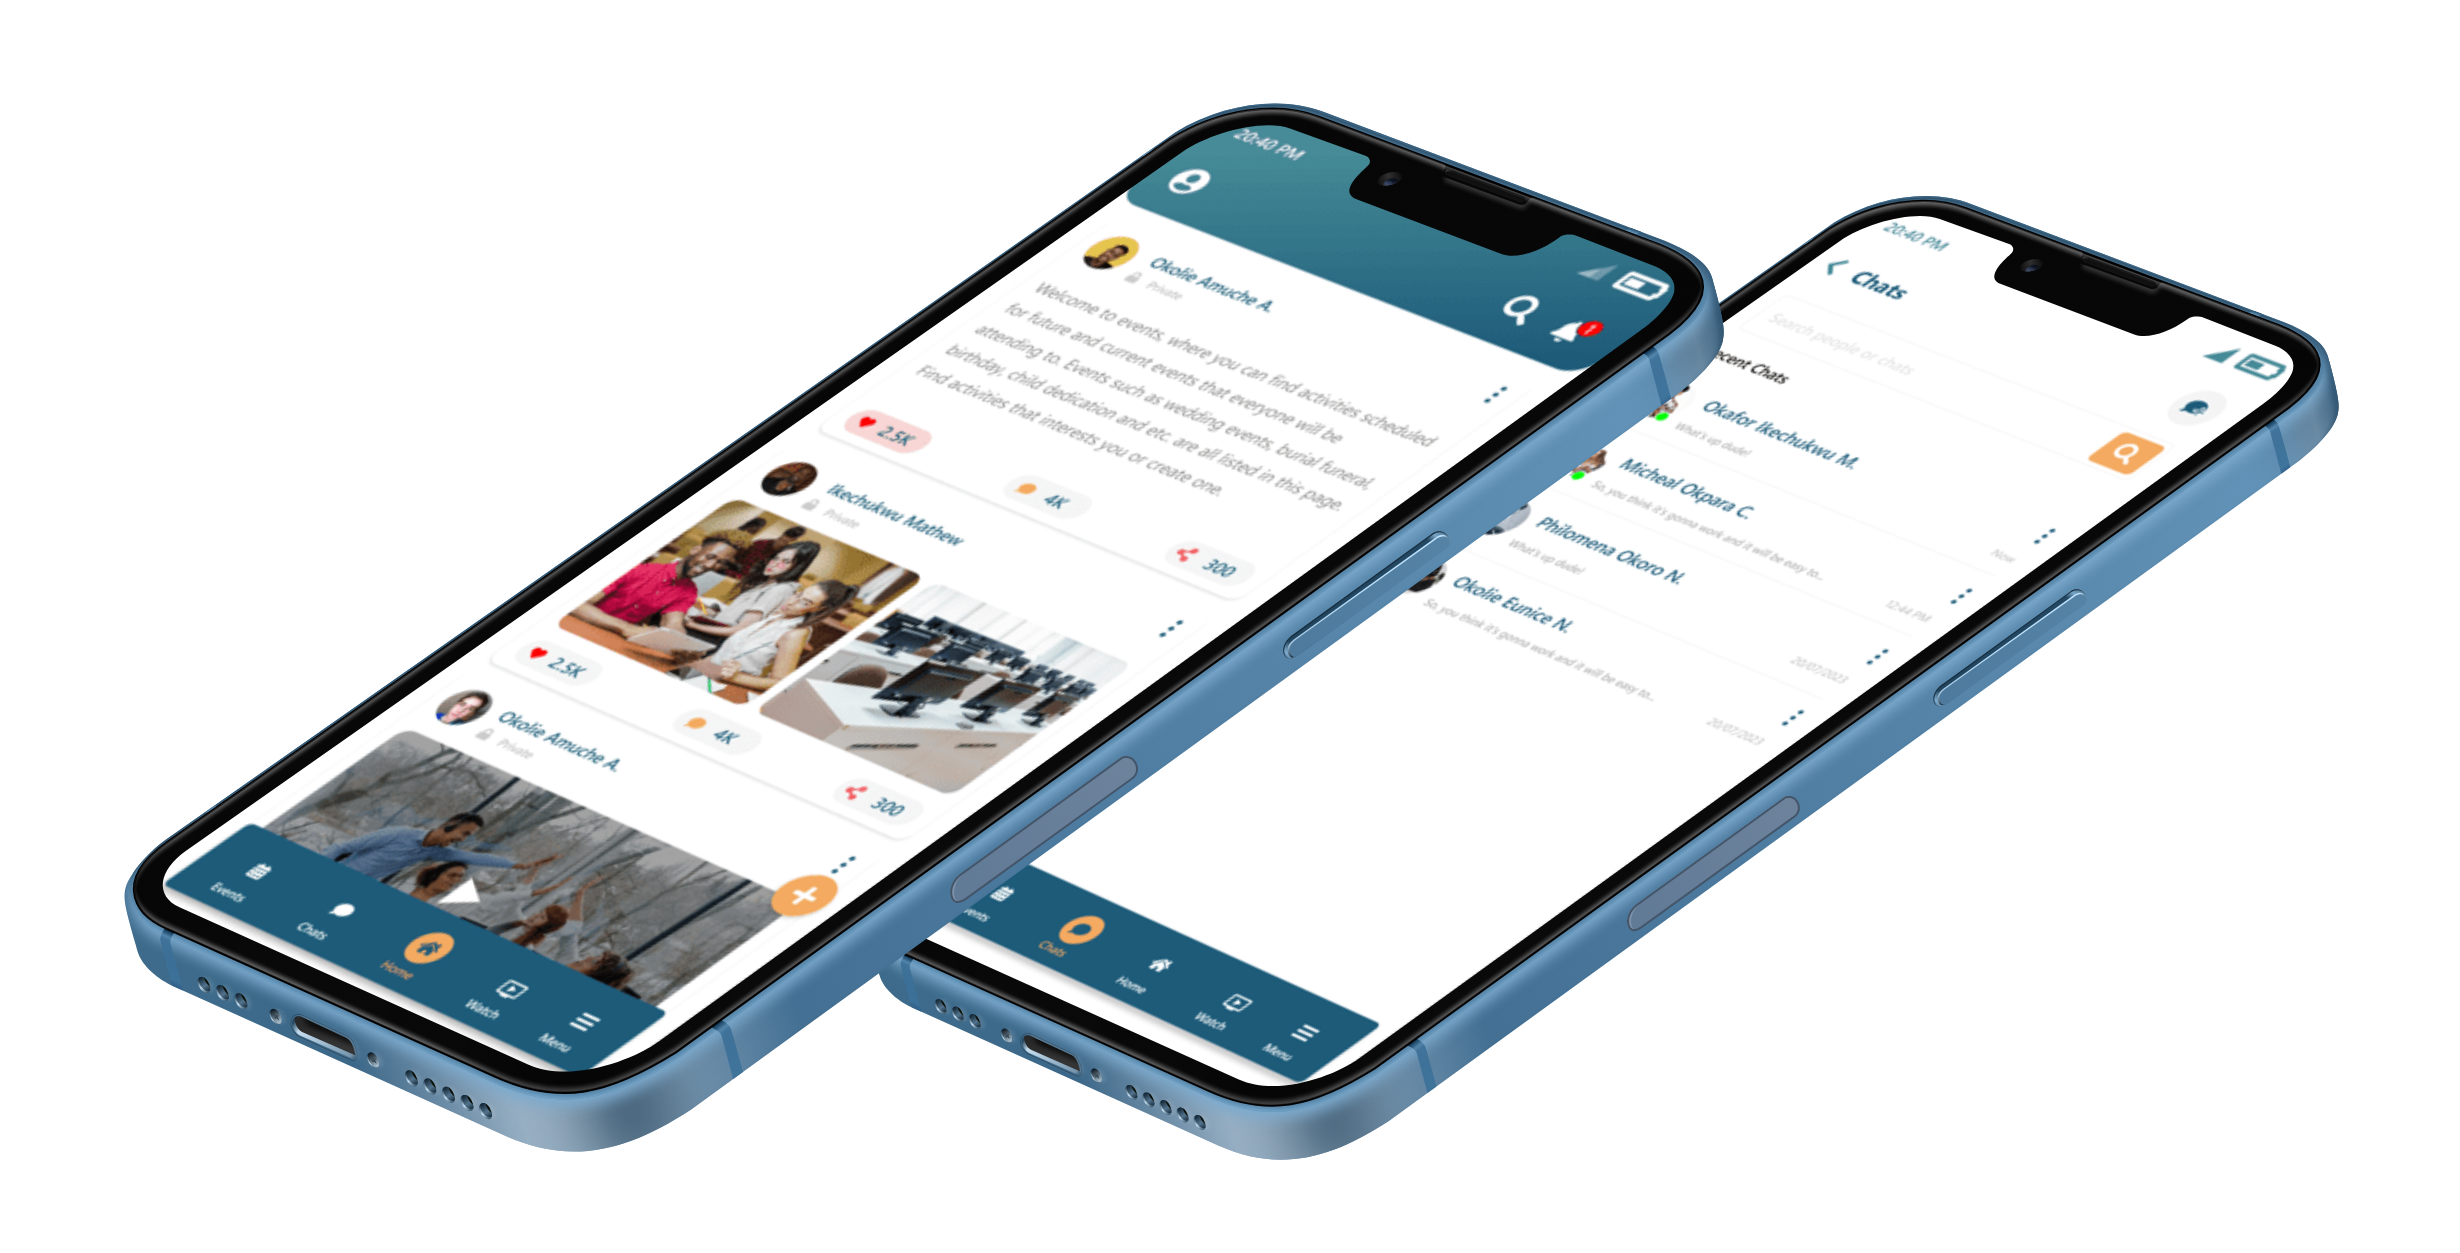 20:40 PM
Okolie Amuche A.
Private
Welcome to events, where you can find activities scheduled
for future and current events that everyone will be
attending to. Events such as wedding events, burial funeral,
birthday, child dedication and etc. are all listed in this page.
Find activities that interests you or create one.
2.5K
4K
300
Ikechukwu Mathew
Private
2.5K
4K
300
Okolie Amuche A.
Private
Events
Chats
Home
Watch
Menu
20:40 PM
Chats
Search people or chats
ecent Chats
Okafor Ikechukwu M.
What's up dude!
Now
Micheal Okpara C.
So, you think it's gonna work and it will be easy to...
12:44 PM
Philomena Okoro N.
What's up dude!
20/07/2023
Okolie Eunice N.
So, you think it's gonna work and it will be easy to...
20/07/2023
vents
Chats
Home
Watch
Menu